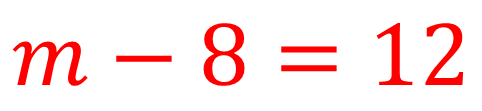 m − 8 = 12